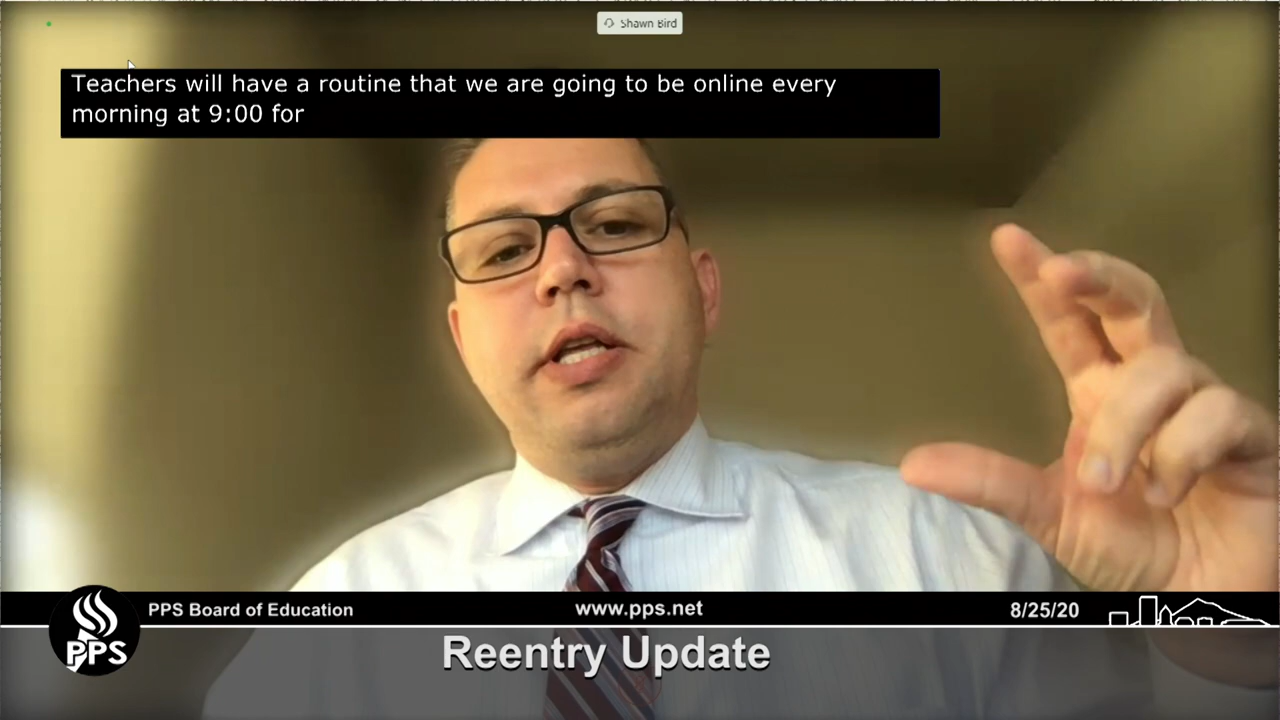 Shawn Bird
Teachers will have a routine that we are going to be online every
morning at 9:00 for
PPS Board of Education
www.pps.net
8/25/20
PPS
Reentry Update